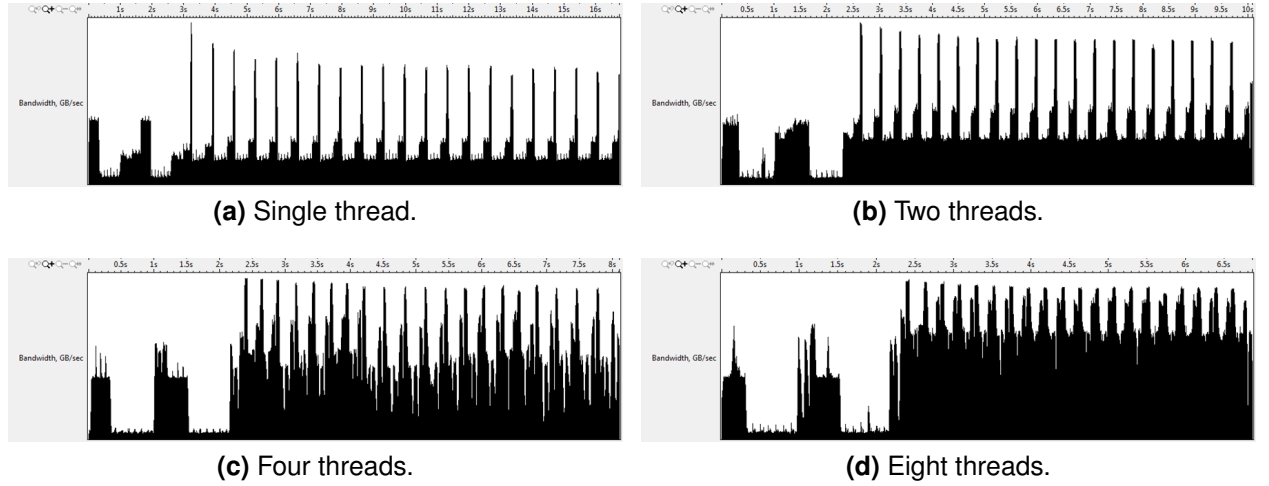 1s 2s 3s 4s 5s 6s 7s 8s 9s 10s 11s 12s 13s 14s 15s 16s
Bandwidth, GB/sec
(a) Single thread.
0.5s 1s 1.5s 2s 2.5s 3s 3.5s 4s 4.5s 5s 5.5s 6s 6.5s 7s 7.5s 8s 8.5s 9s 9.5s 10s
Bandwidth, GB/sec
(b) Two threads.
0.5s 1s 1.5s 2s 2.5s 3s 3.5s 4s 4.5s 5s 5.5s 6s 6.5s 7s 7.5s 8s
Bandwidth, GB/sec
(c) Four threads.
0.5s 1s 1.5s 2s 2.5s 3s 3.5s 4s 4.5s 5s 5.5s 6s 6.5s
Bandwidth, GB/sec
(d) Eight threads.